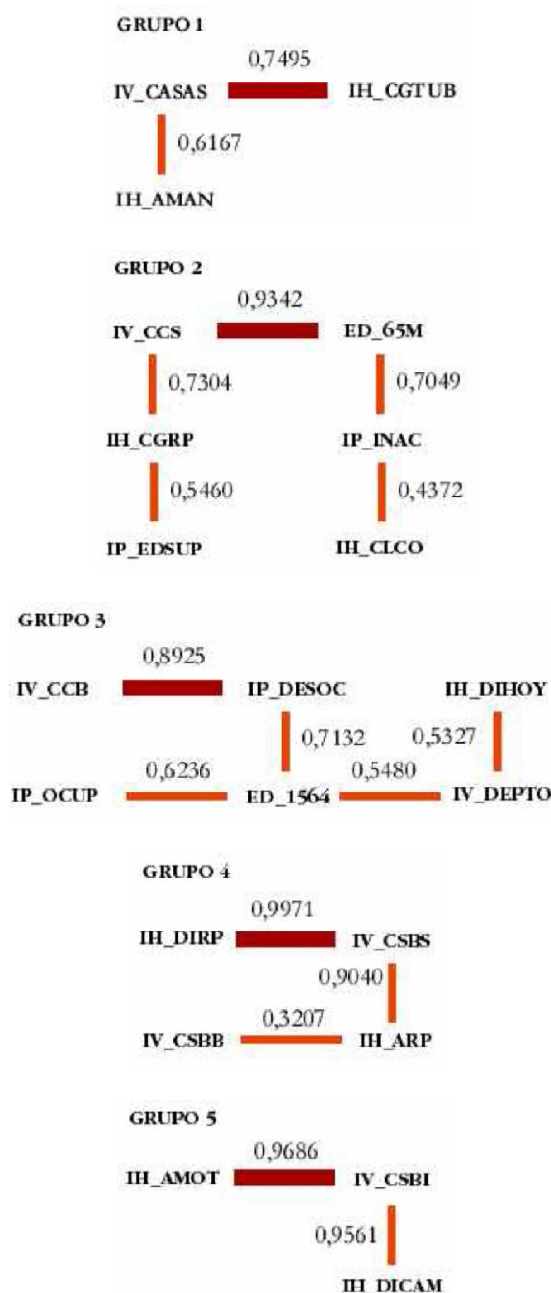 GRUPO 1
0,7495
IV_CASAS IH_CGTUB
0,6167
IH_AMAN
GRUPO 2
0,9342
IV_CCS ED_65M
0,7304 0,7049
IH_CGRP IP_INAC
0,5460 0,4372
IP_EDSUP IH_CLCO
GRUPO 3
0,8925
IV_CCB IP_DESOC IH_DIHOY
0,7132 0,5327
0,6236 0,5480
IP_OCUP ED_1564 IV_DEPTO
GRUPO 4
0,9971
IH_DIRP IV_CSBS
0,9040
0,3207
IV_CSBB IH_ARP
GRUPO 5
0,9686
IH_AMOT IV_CSBI
0,9561
IH_DICAM